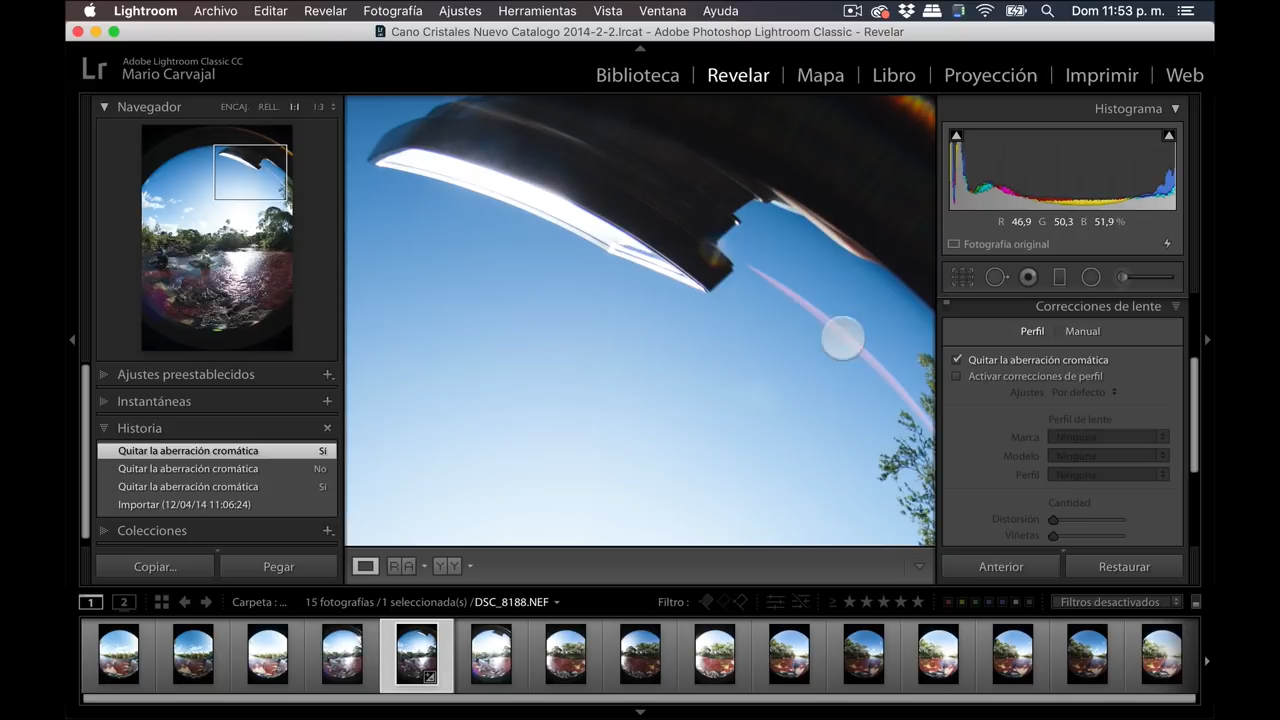 Lightroom Archivo Editar Revelar Fotografía Ajustes Herramientas Vista Ventana Ayuda Dom 11:53 p. m.
Cano Cristales Nuevo Catalogo 2014-2-2.lrcat - Adobe Photoshop Lightroom Classic - Revelar
Lr Adobe Lightroom Classic CC
Mario Carvajal
Biblioteca | Revelar | Mapa | Libro | Proyección | Imprimir | Web
Navegador ENCAJ. RELL. 1:1 1:3
Histograma
R 46,9 G 50,3 B 51,9 %
Fotografía original
Correcciones de lente
Perfil Manual
Quitar la aberración cromática
Activar correcciones de perfil
Ajustes Por defecto
Perfil de lente
Marca Ninguna
Modelo Ninguna
Perfil Ninguna
Cantidad
Distorsión
Viñetas
Ajustes preestablecidos
Instantáneas
Historia
Quitar la aberración cromática Sí
Quitar la aberración cromática No
Quitar la aberración cromática Sí
Importar (12/04/14 11:06:24)
Colecciones
Copiar... Pegar
R A Y Y
Anterior Restaurar
1 2 Carpeta : ... 15 fotografías /1 seleccionada(s) /DSC_8188.NEF Filtro : ≥ ★★★★★ Filtros desactivados